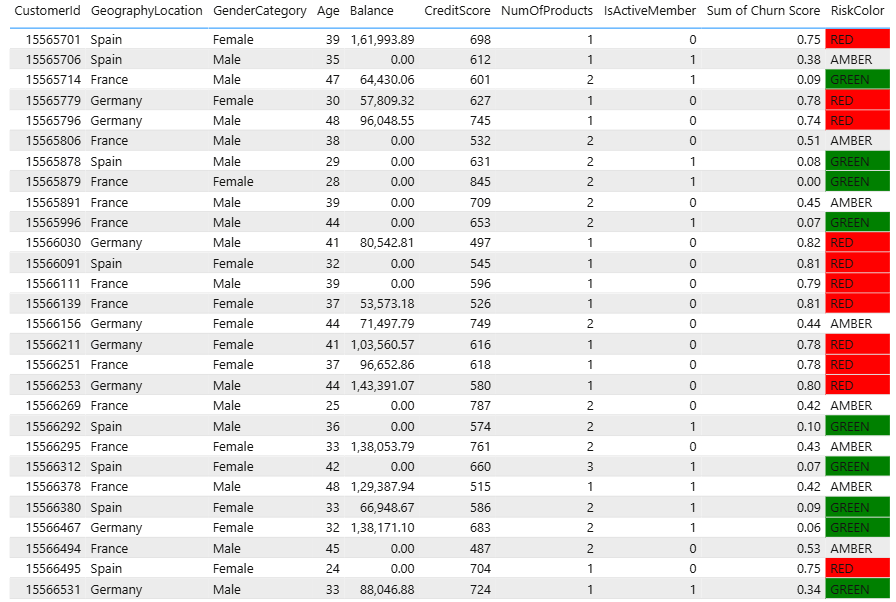 CustomerId GeographyLocation GenderCategory Age Balance CreditScore NumOfProducts IsActiveMember Sum of Churn Score RiskColor
15565701 Spain Female 39 1,61,993.89 698 1 0 0.75 RED
15565706 Spain Male 35 0.00 612 1 1 0.38 AMBER
15565714 France Male 47 64,430.06 601 2 1 0.09 GREEN
15565779 Germany Female 30 57,809.32 627 1 0 0.78 RED
15565796 Germany Male 48 96,048.55 745 1 0 0.74 RED
15565806 France Male 38 0.00 532 2 0 0.51 AMBER
15565878 Spain Male 29 0.00 631 2 1 0.08 GREEN
15565879 France Female 28 0.00 845 2 1 0.00 GREEN
15565891 France Male 39 0.00 709 2 0 0.45 AMBER
15565996 France Male 44 0.00 653 2 1 0.07 GREEN
15566030 Germany Male 41 80,542.81 497 1 0 0.82 RED
15566091 Spain Female 32 0.00 545 1 0 0.81 RED
15566111 France Male 39 0.00 596 1 0 0.79 RED
15566139 France Female 37 53,573.18 526 1 0 0.81 RED
15566156 Germany Female 44 71,497.79 749 2 0 0.44 AMBER
15566211 Germany Female 41 1,03,560.57 616 1 0 0.78 RED
15566251 France Female 37 96,652.86 618 1 0 0.78 RED
15566253 Germany Male 44 1,43,391.07 580 1 0 0.80 RED
15566269 France Male 25 0.00 787 2 0 0.42 AMBER
15566292 Spain Male 36 0.00 574 2 1 0.10 GREEN
15566295 France Female 33 1,38,053.79 761 2 0 0.43 AMBER
15566312 Spain Female 42 0.00 660 3 1 0.07 GREEN
15566378 France Male 48 1,29,387.94 515 1 1 0.42 AMBER
15566380 Spain Female 33 66,948.67 586 2 1 0.09 GREEN
15566467 Germany Female 32 1,38,171.10 683 2 1 0.06 GREEN
15566494 France Male 45 0.00 487 2 0 0.53 AMBER
15566495 Spain Female 24 0.00 704 1 0 0.75 RED
15566531 Germany Male 33 88,046.88 724 1 1 0.34 GREEN